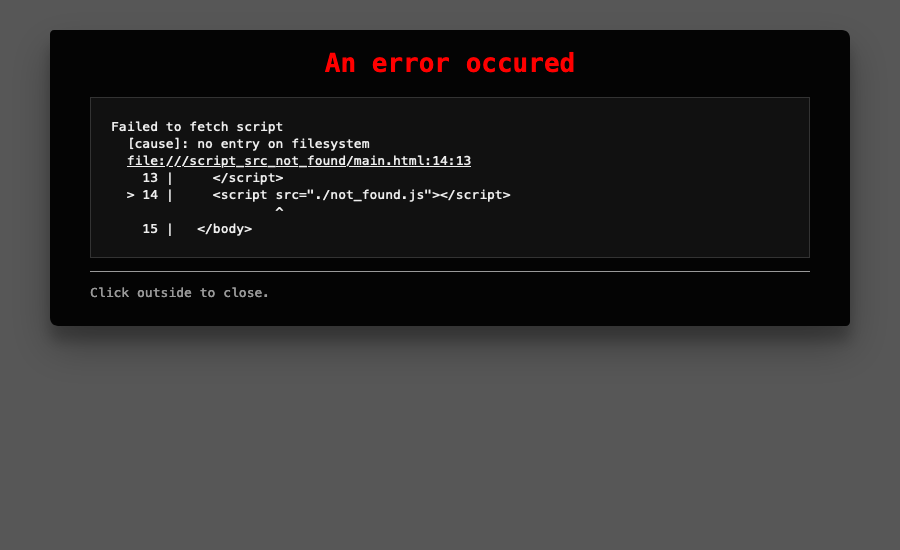 An error occured
Failed to fetch script
  [cause]: no entry on filesystem
  file:///script_src_not_found/main.html:14:13
    13 |     </script>
  > 14 |     <script src="./not_found.js"></script>
                     ^
    15 |   </body>
Click outside to close.